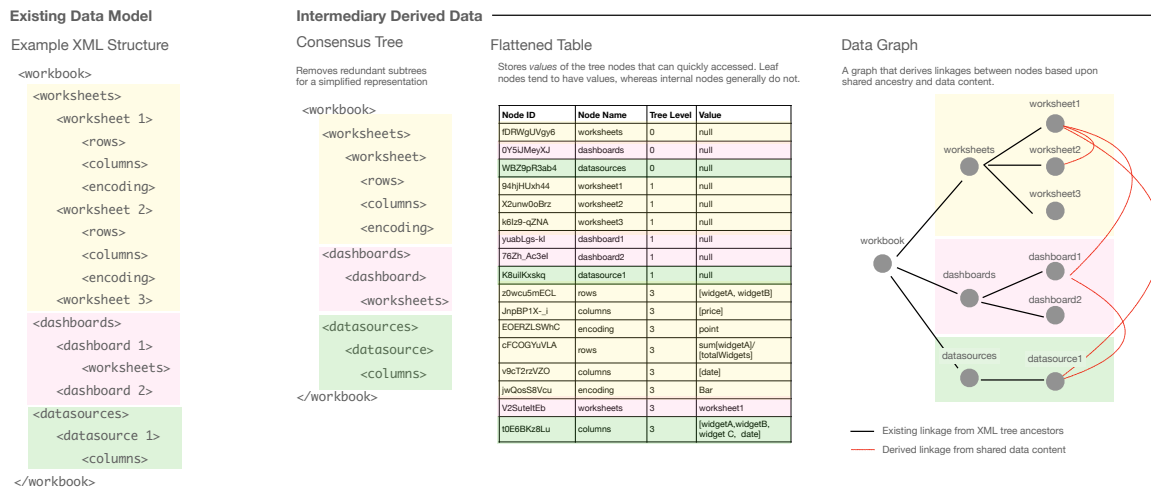 Existing Data Model
Example XML Structure
<workbook>
<worksheets>
<worksheet 1>
<rows>
<columns>
<encoding>
<worksheet 2>
<rows>
<columns>
<encoding>
<worksheet 3>
<dashboards>
<dashboard 1>
<worksheets>
<dashboard 2>
<datasources>
<datasource 1>
<columns>
</workbook>
Intermediary Derived Data
Consensus Tree
Removes redundant subtrees
for a simplified representation
<workbook>
<worksheets>
<worksheet>
<rows>
<columns>
<encoding>
<dashboards>
<dashboard>
<worksheets>
<datasources>
<datasource>
<columns>
</workbook>
Flattened Table
Stores values of the tree nodes that can quickly accessed. Leaf
nodes tend to have values, whereas internal nodes generally do not.
Node ID Node Name Tree Level Value
fDRWgUVgy6 worksheets 0 null
0Y5iJMeyXJ dashboards 0 null
WBZ9pR3ab4 datasources 0 null
94hjHUxh44 worksheet1 1 null
X2unw0oBrz worksheet2 1 null
k6Iz9-qZNA worksheet3 1 null
yuabLgs-kl dashboard1 1 null
76Zh_Ac3eI dashboard2 1 null
K8uilKxskq datasource1 1 null
z0wcu5mECL rows 3 [widgetA, widgetB]
JnpBP1X-_i columns 3 [price]
EOERZLSWhC encoding 3 point
cFCOGYuVLA rows 3 sum[widgetA]/
[totalWidgets]
v9cT2rzVZO columns 3 [date]
jwQosS8Vcu encoding 3 Bar
V2SuteItEb worksheets 3 worksheet1
t0E6BKz8Lu columns 3 [widgetA,widgetB,
widget C, date]
Data Graph
A graph that derives linkages between nodes based upon
shared ancestry and data content.
worksheet1
worksheets
worksheet2
worksheet3
workbook
dashboard1
dashboards
dashboard2
datasources
datasource1
Existing linkage from XML tree ancestors
Derived linkage from shared data content